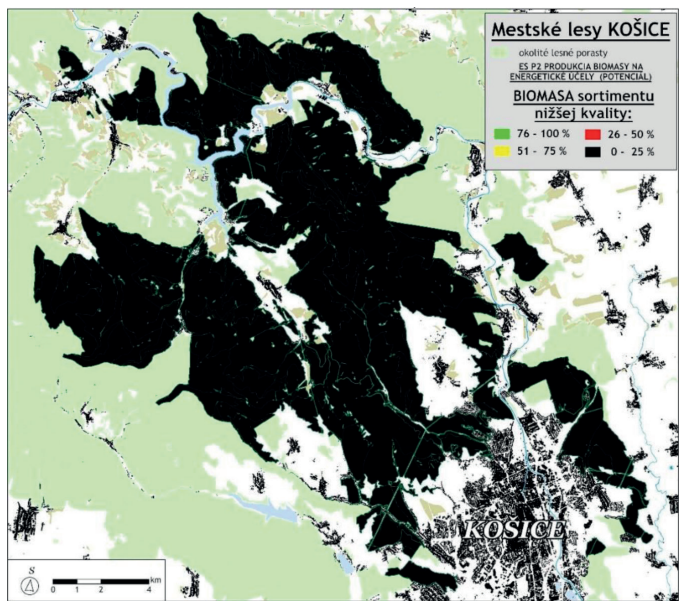 Mestské lesy KOŠICE
okolité lesné porasty
ES P2 PRODUKCIA BIOMASY NA
ENERGETICKÉ ÚČELY (POTENCIÁL)
BIOMASA sortimentu
nižšej kvality:
76 - 100 % 26 - 50 %
51 - 75 % 0 - 25 %
KOŠICE
S
0 1 2 4 km